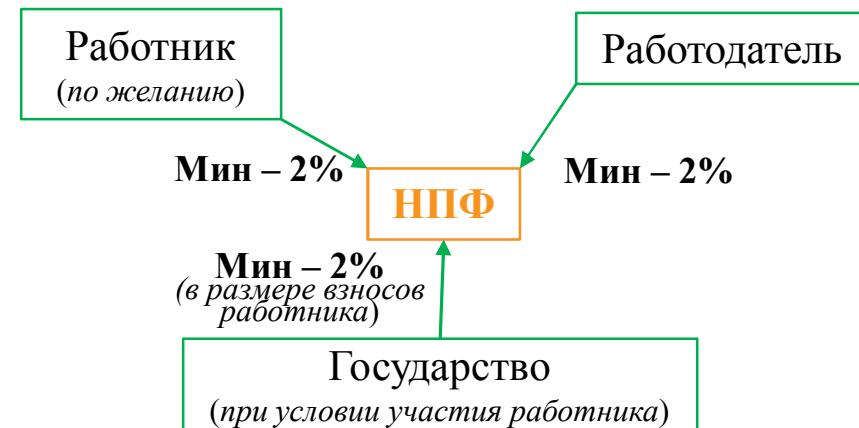 Работник
(по желанию)
Работодатель
Мин – 2%
Мин – 2%
НПФ
Мин – 2%
(в размере взносов
работника)
Государство
(при условии участия работника)